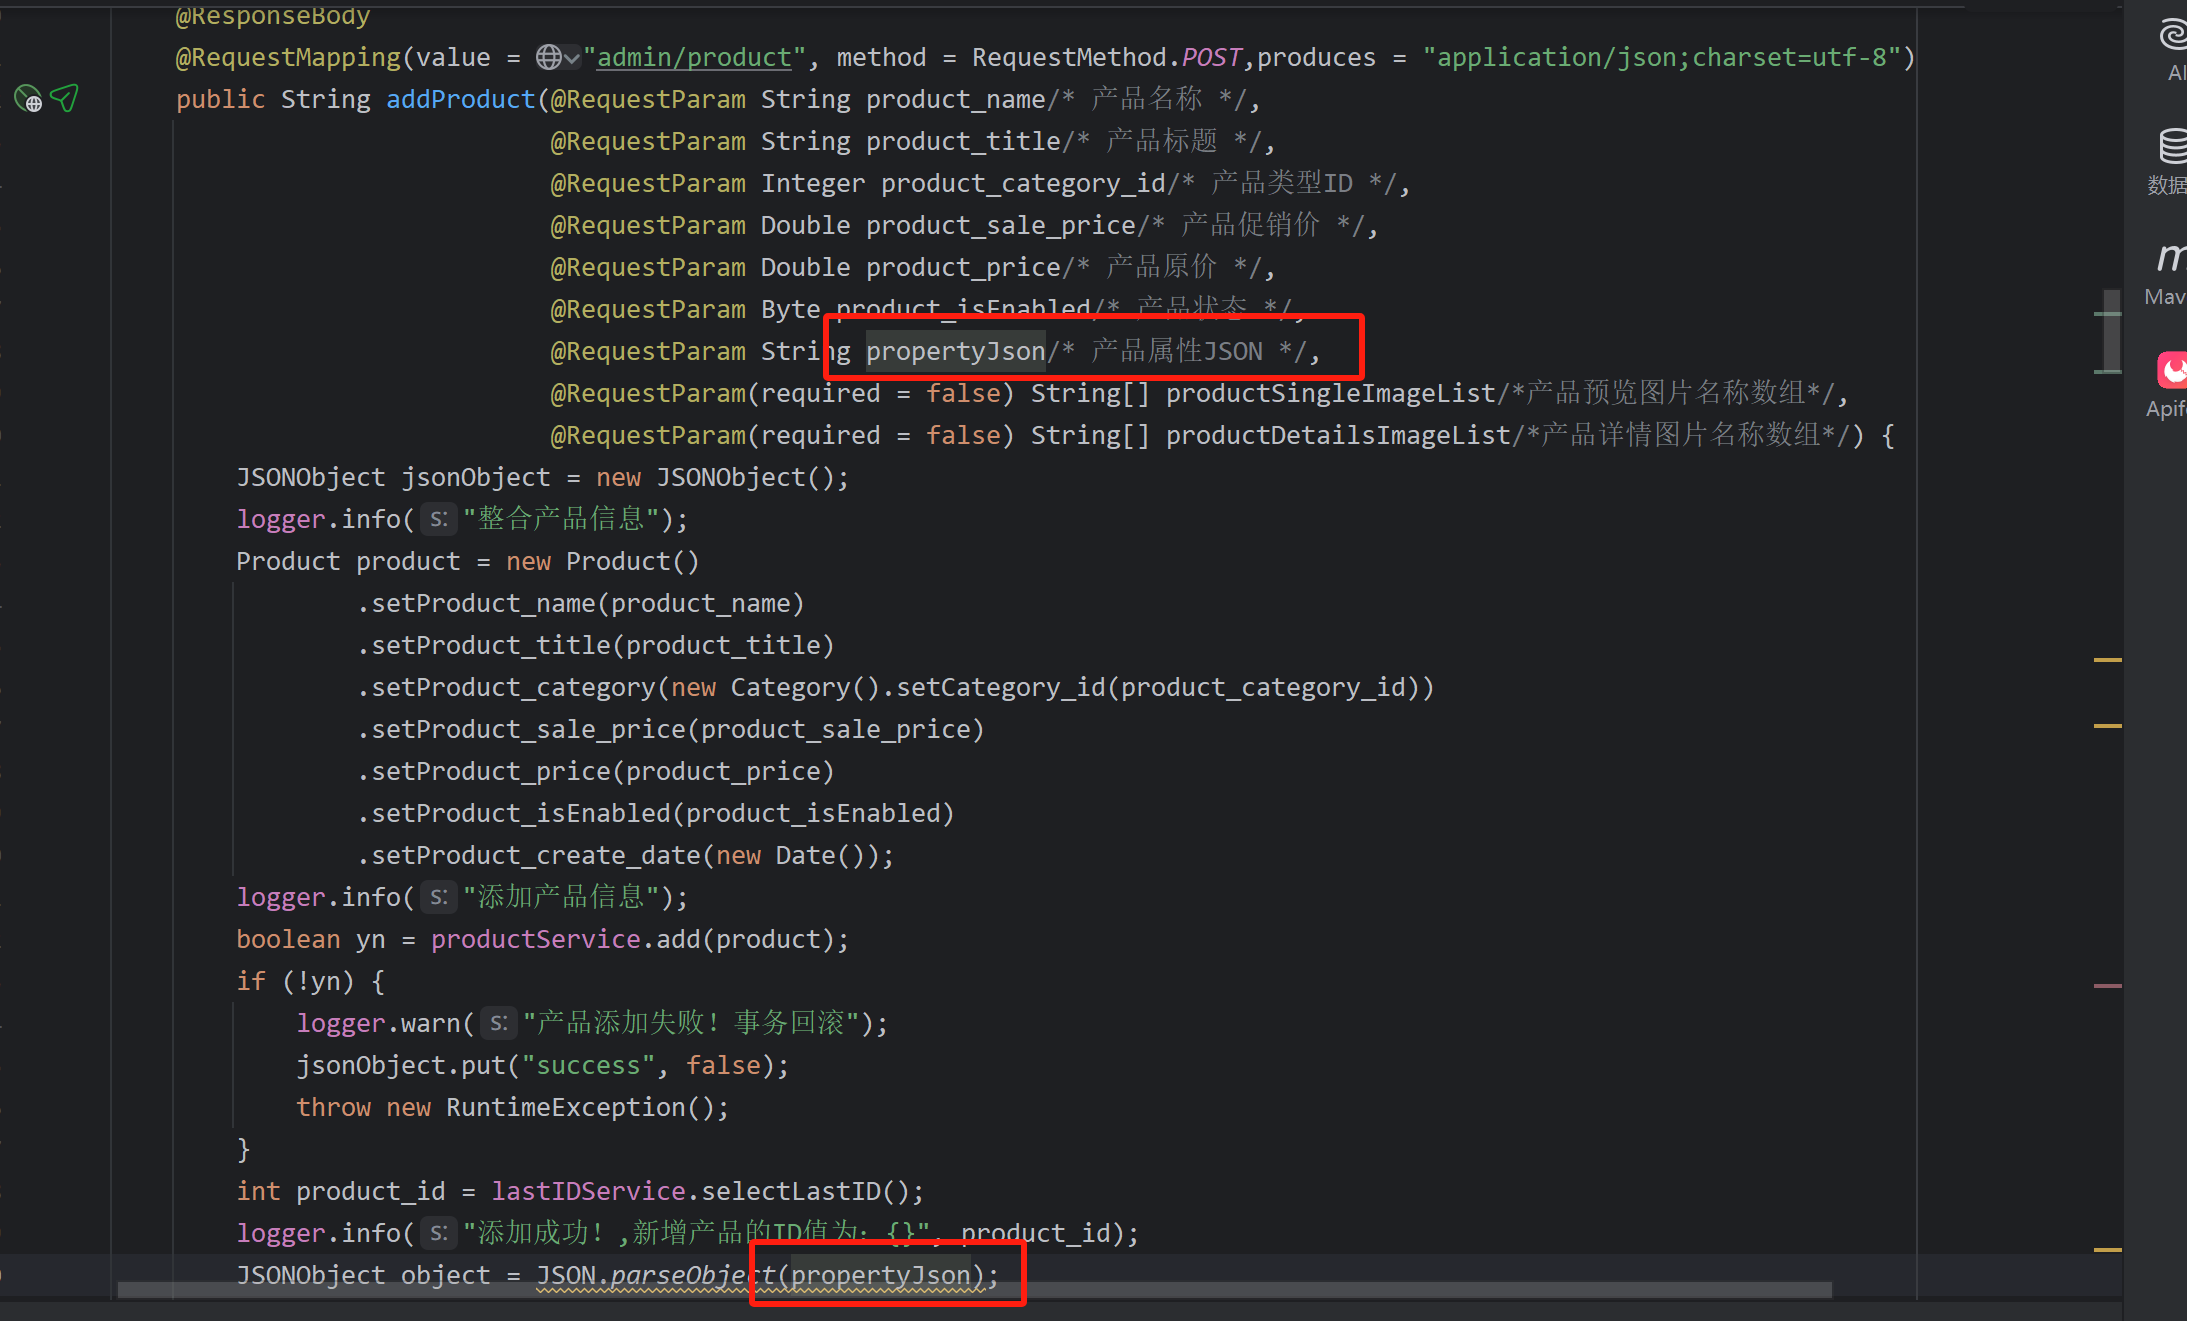 @ResponseBody
@RequestMapping(value = "admin/product", method = RequestMethod.POST,produces = "application/json;charset=utf-8")
public String addProduct(@RequestParam String product_name/* 产品名称 */,
@RequestParam String product_title/* 产品标题 */,
@RequestParam Integer product_category_id/* 产品类型ID */,
@RequestParam Double product_sale_price/* 产品促销价 */,
@RequestParam Double product_price/* 产品原价 */,
@RequestParam Byte product_isEnabled/* 产品状态 */,
@RequestParam String propertyJson/* 产品属性JSON */,
@RequestParam(required = false) String[] productSingleImageList/*产品预览图片名称数组*/,
@RequestParam(required = false) String[] productDetailsImageList/*产品详情图片名称数组*/) {
JSONObject jsonObject = new JSONObject();
logger.info( s: "整合产品信息");
Product product = new Product()
.setProduct_name(product_name)
.setProduct_title(product_title)
.setProduct_category(new Category().setCategory_id(product_category_id))
.setProduct_sale_price(product_sale_price)
.setProduct_price(product_price)
.setProduct_isEnabled(product_isEnabled)
.setProduct_create_date(new Date());
logger.info( s: "添加产品信息");
boolean yn = productService.add(product);
if (!yn) {
logger.warn( s: "产品添加失败！事务回滚");
jsonObject.put("success", false);
throw new RuntimeException();
}
int product_id = lastIDService.selectLastID();
logger.info( s: "添加成功！,新增产品的ID值为：{}", product_id);
JSONObject object = JSON.parseObject(propertyJson);
AI
数据
Mav
Apif